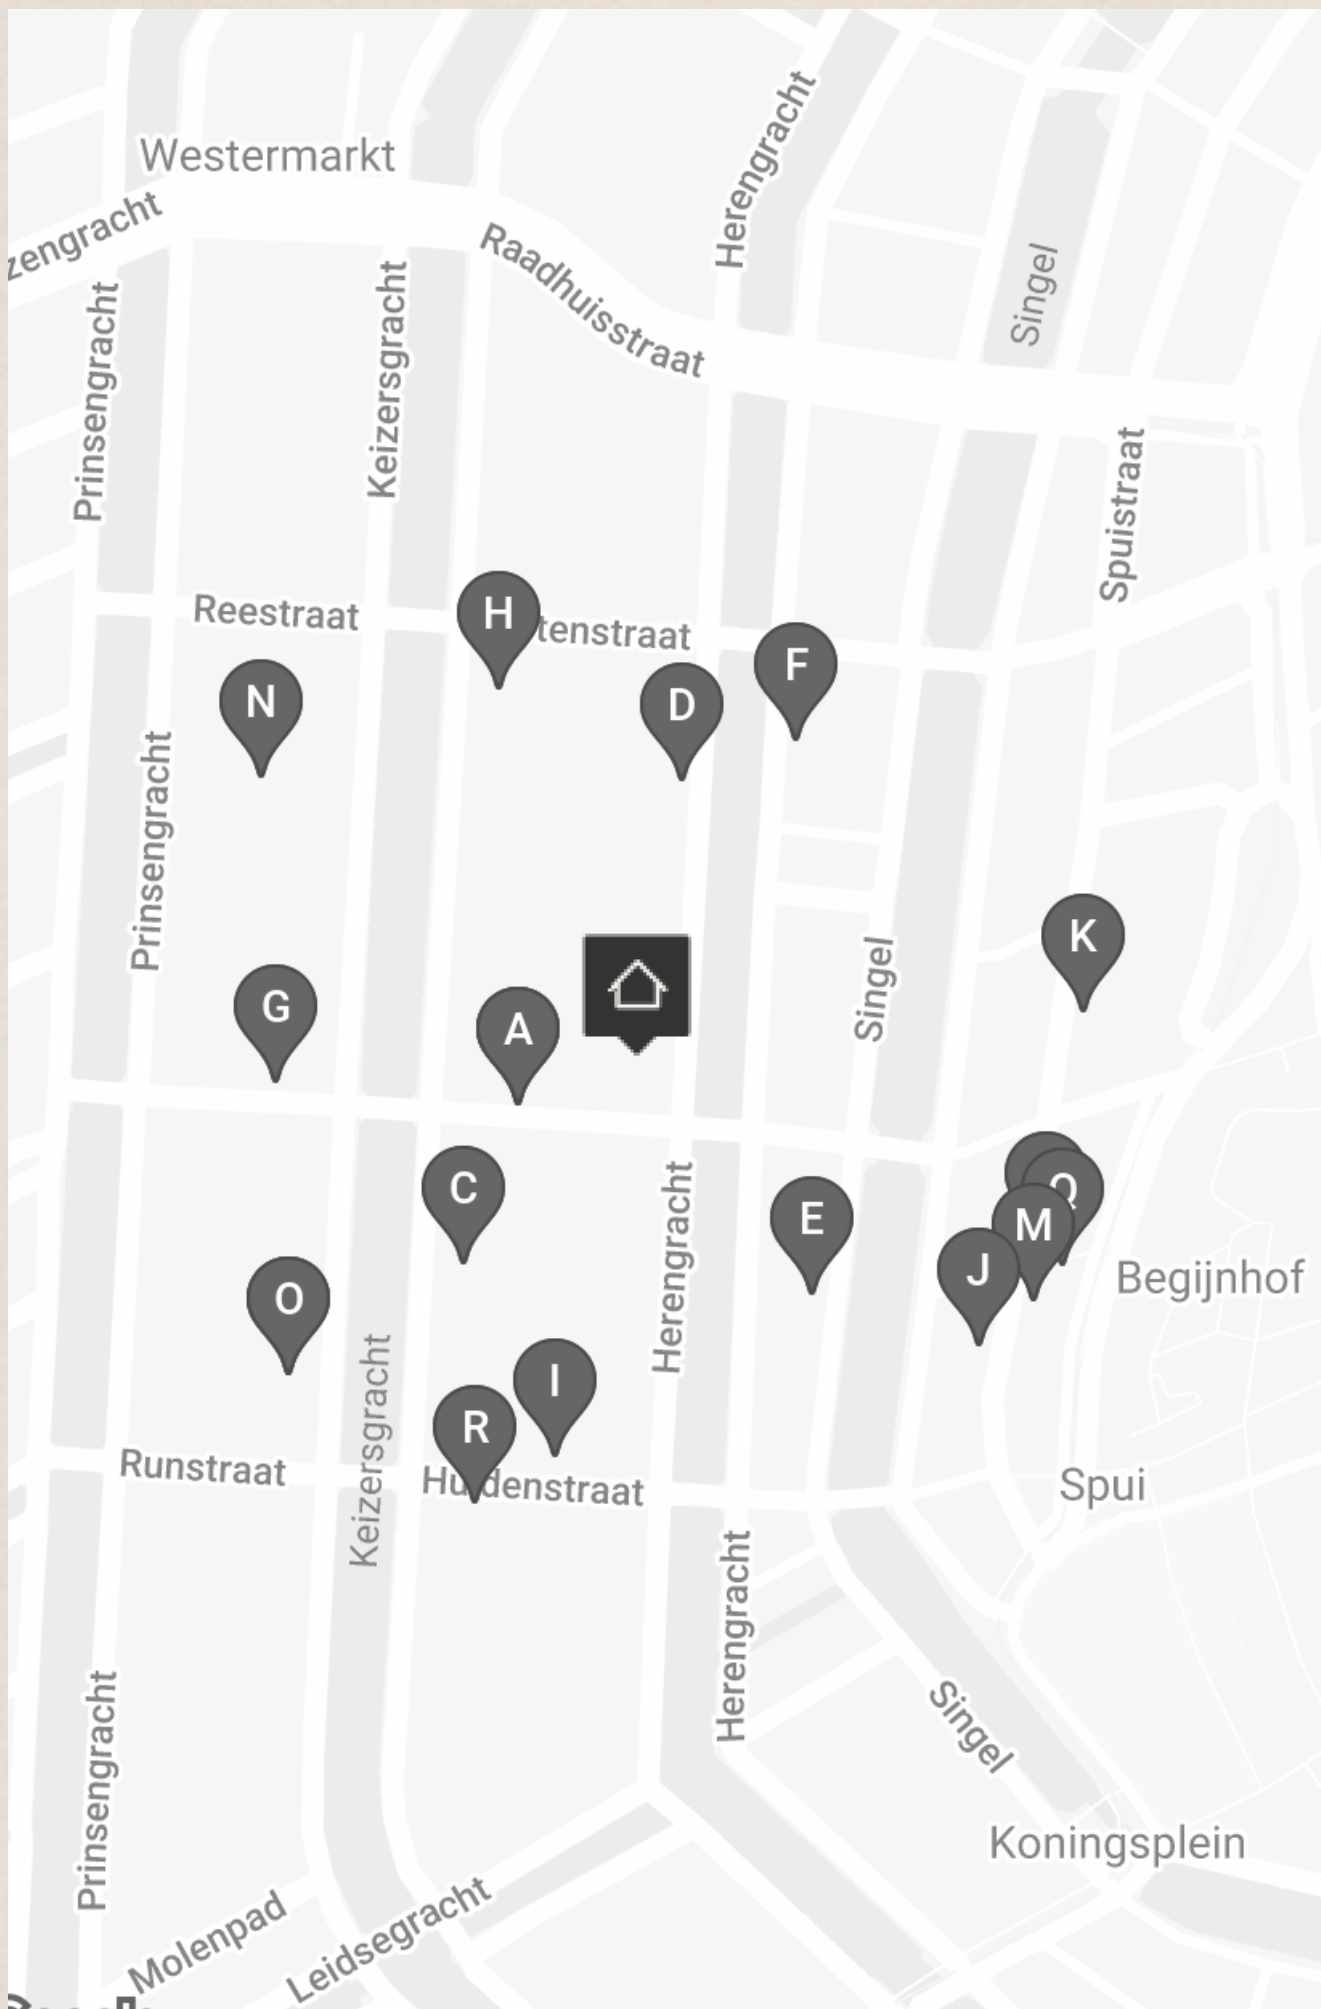 Westermarkt
zengracht
Herengracht
Raadhuisstraat
Singel
Prinsengracht
Keizersgracht
Spuistraat
Reestraat
H
tenstraat
F
N
D
Prinsengracht
K
Singel
G
A
C
Q
E
M
Herengracht
J
Begijnhof
O
Keizersgracht
I
R
Runstraat
Huidenstraat
Spui
Herengracht
Singel
Prinsengracht
Koningsplein
Molenpad
Leidsegracht